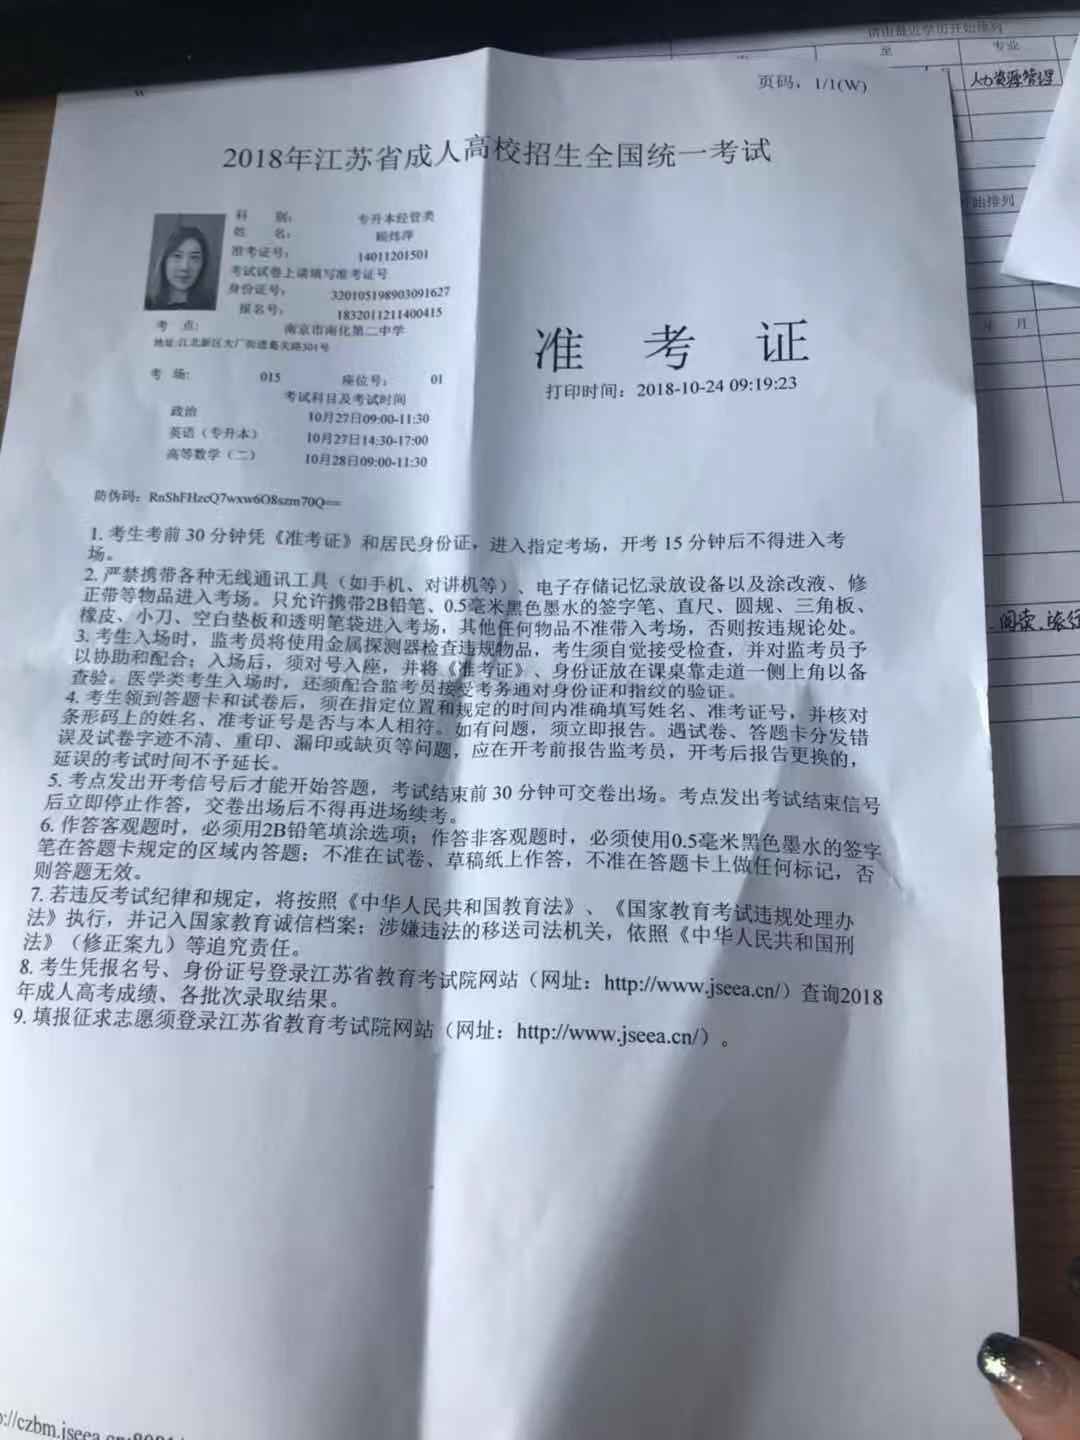 请由最近学历开始排列
至
专业
人力资源管理
页码：1/1(W)
2018年江苏省成人高校招生全国统一考试
科 别： 专升本经管类
姓 名： 顾炜萍
准考证号： 14011201501
考试试卷上请填写准考证号
身份证号： 320105198903091627
报名号： 1832011211400415
考 点： 南京市南化第二中学
地址:江北新区大厂街道葛关路301号
考 场： 015 座位号： 01
考试科目及考试时间
政治 10月27日09:00-11:30
英语（专升本） 10月27日14:30-17:00
高等数学（二） 10月28日09:00-11:30
准 考 证
打印时间：2018-10-24 09:19:23
防伪码：RnShFHzcQ7wxw6O8szm70Q==
1. 考生考前 30 分钟凭《准考证》和居民身份证，进入指定考场，开考 15 分钟后不得进入考
场。
2. 严禁携带各种无线通讯工具（如手机、对讲机等）、电子存储记忆录放设备以及涂改液、修
正带等物品进入考场。只允许携带2B铅笔、0.5毫米黑色墨水的签字笔、直尺、圆规、三角板、
橡皮、小刀、空白垫板和透明笔袋进入考场，其他任何物品不准带入考场，否则按违规论处。
3. 考生入场时，监考员将使用金属探测器检查违规物品，考生须自觉接受检查，并对监考员予
以协助和配合；入场后，须对号入座，并将《准考证》、身份证放在课桌靠走道一侧上角以备
查验。医学类考生入场时，还须配合监考员接受考务通对身份证和指纹的验证。
4. 考生领到答题卡和试卷后，须在指定位置和规定的时间内准确填写姓名、准考证号，并核对
条形码上的姓名、准考证号是否与本人相符。如有问题，须立即报告。遇试卷、答题卡分发错
误及试卷字迹不清、重印、漏印或缺页等问题，应在开考前报告监考员，开考后报告更换的，
延误的考试时间不予延长。
5. 考点发出开考信号后才能开始答题，考试结束前 30 分钟可交卷出场。考点发出考试结束信号
后立即停止作答，交卷出场后不得再进场续考。
6. 作答客观题时，必须用2B铅笔填涂选项；作答非客观题时，必须使用0.5毫米黑色墨水的签字
笔在答题卡规定的区域内答题；不准在试卷、草稿纸上作答，不准在答题卡上做任何标记，否
则答题无效。
7. 若违反考试纪律和规定，将按照《中华人民共和国教育法》、《国家教育考试违规处理办
法》执行，并记入国家教育诚信档案；涉嫌违法的移送司法机关，依照《中华人民共和国刑
法》（修正案九）等追究责任。
8. 考生凭报名号、身份证号登录江苏省教育考试院网站（网址：http://www.jseea.cn/）查询2018
年成人高考成绩、各批次录取结果。
9. 填报征求志愿须登录江苏省教育考试院网站（网址：http://www.jseea.cn/）。
始排列
年 月
阅读、旅行
://czbm.jseea.cn:8001/